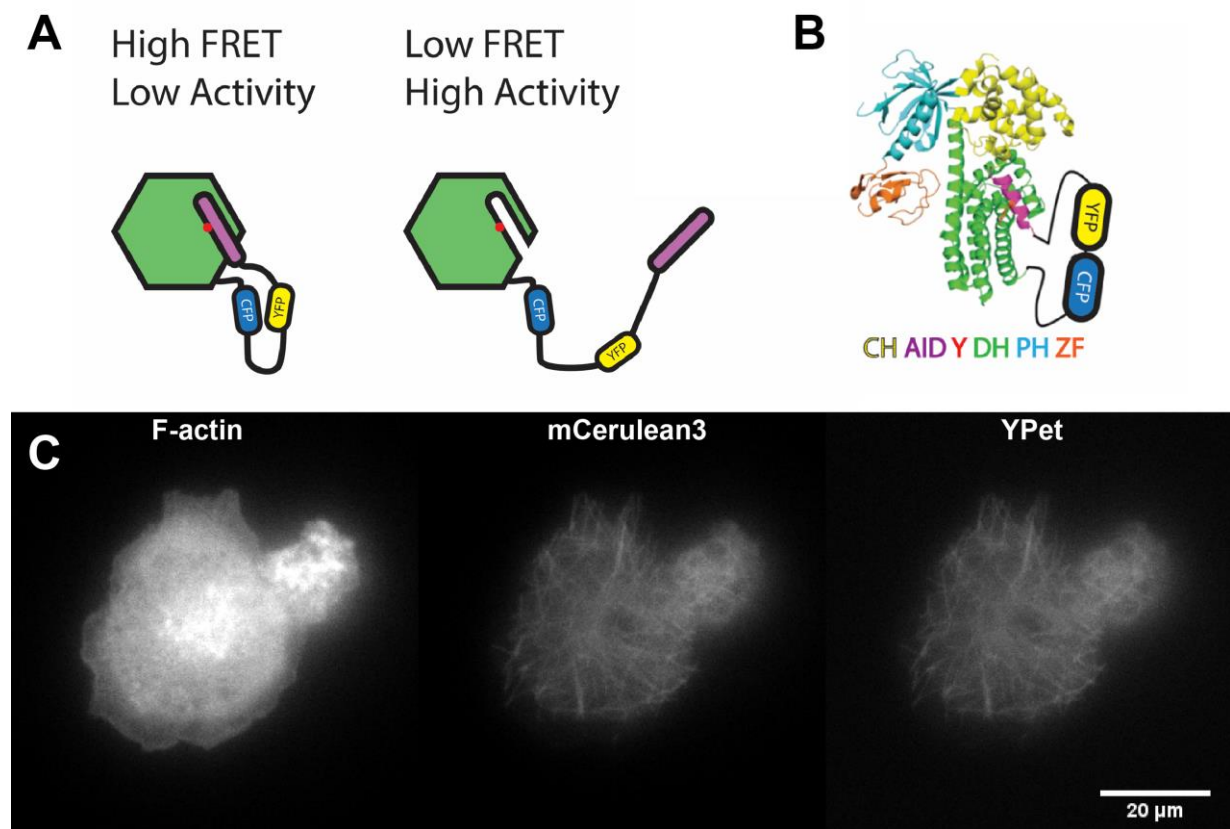 A
High FRET
Low Activity
Low FRET
High Activity
CFP
YFP
CFP
YFP
B
YFP
CFP
CH AID Y DH PH ZF
C
F-actin
mCerulean3
YPet
20 µm